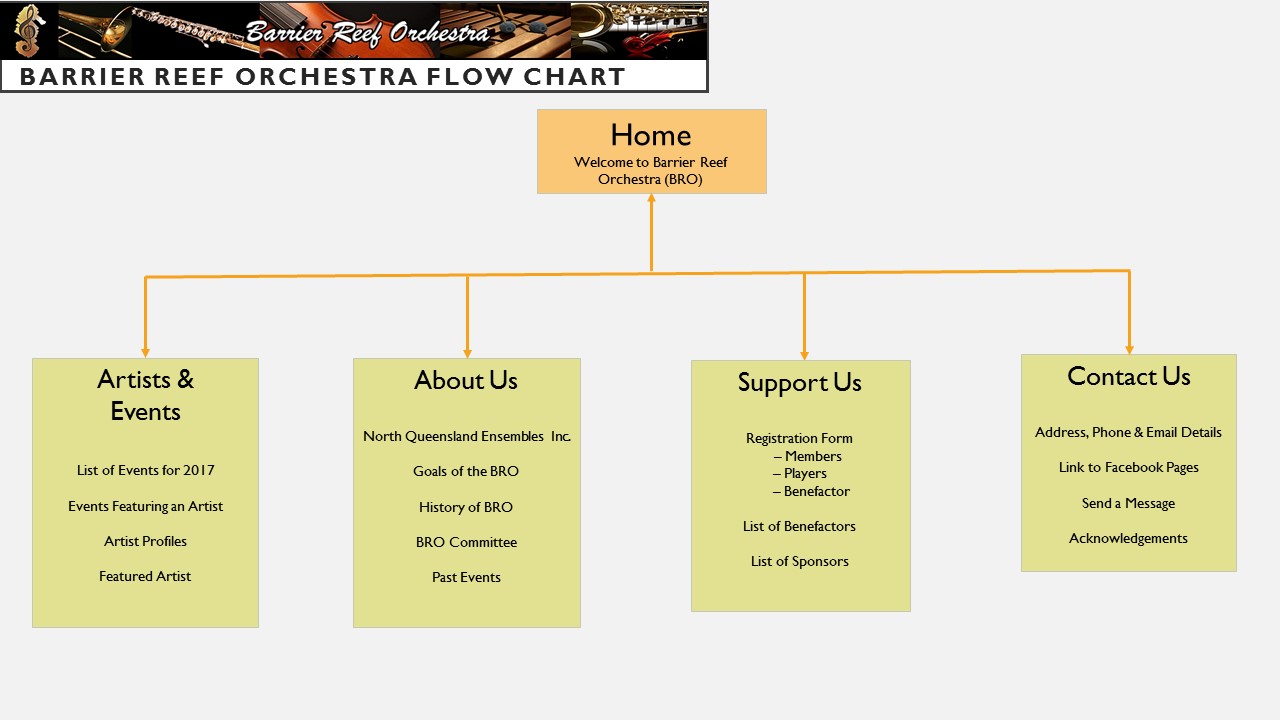 Barrier Reef Orchestra
BARRIER REEF ORCHESTRA FLOW CHART
Home
Welcome to Barrier Reef
Orchestra (BRO)
Artists &
Events
List of Events for 2017
Events Featuring an Artist
Artist Profiles
Featured Artist
About Us
North Queensland Ensembles Inc.
Goals of the BRO
History of BRO
BRO Committee
Past Events
Support Us
Registration Form
– Members
– Players
– Benefactor
List of Benefactors
List of Sponsors
Contact Us
Address, Phone & Email Details
Link to Facebook Pages
Send a Message
Acknowledgements